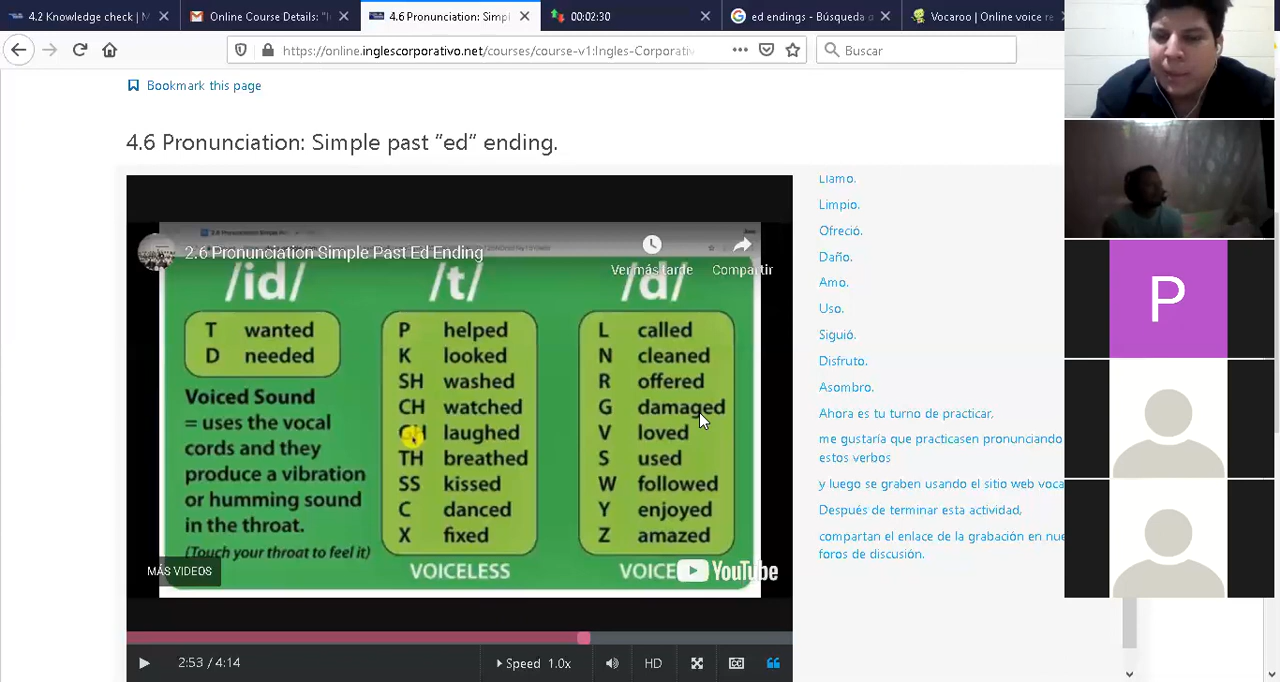 4.2 Knowledge check | M
Online Course Details: "I
4.6 Pronunciation: Simpl
00:02:30
ed endings - Búsqueda d
Vocaroo | Online voice re
https://online.inglescorporativo.net/courses/course-v1:Ingles-Corporativ
Buscar
Bookmark this page
4.6 Pronunciation: Simple past "ed" ending.
2.6 Pronunciation Simple Past Ed Ending
Ver más tarde
Compartir
/id/
T wanted
D needed
Voiced Sound
= uses the vocal
cords and they
produce a vibration
or humming sound
in the throat.
(Touch your throat to feel it)
MÁS VIDEOS
/t/
P helped
K looked
SH washed
CH watched
GH laughed
TH breathed
SS kissed
C danced
X fixed
VOICELESS
/d/
L called
N cleaned
R offered
G damaged
V loved
S used
W followed
Y enjoyed
Z amazed
VOICE
YouTube
2:53 / 4:14
Speed 1.0x
HD
Llamo.
Limpio.
Ofreció.
Daño.
Amo.
Uso.
Siguió.
Disfruto.
Asombro.
Ahora es tu turno de practicar,
me gustaría que practicasen pronunciando
estos verbos
y luego se graben usando el sitio web voca
Después de terminar esta actividad,
compartan el enlace de la grabación en nue
foros de discusión.
P